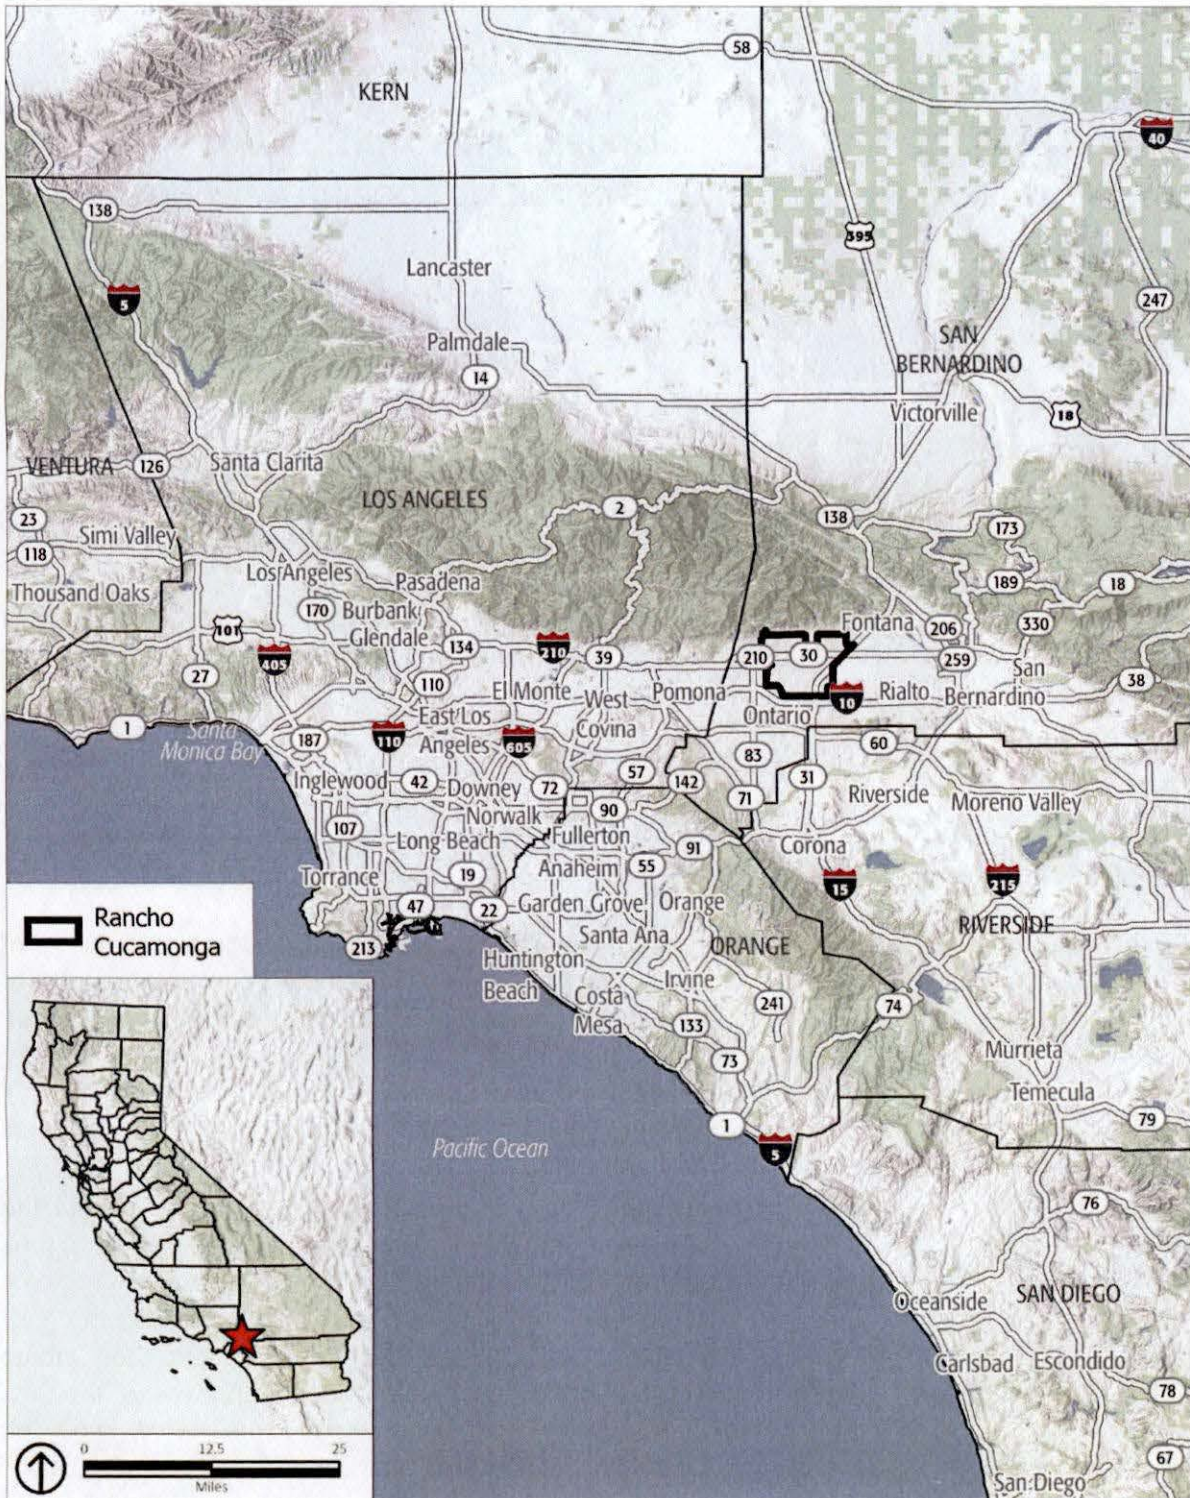 58
KERN
40
138
395
Lancaster
5
247
SAN
BERNARDINO
Palmdale
14
Victorville
18
VENTURA
126
Santa Clarita
LOS ANGELES
2
138
23
173
Simi Valley
118
Los Angeles
Pasadena
189
18
Thousand Oaks
170
Burbank
Fontana
330
101
Glendale
206
134
210
39
210
30
405
259
San
Bernardino
27
110
El Monte
West
Covina
Pomona
10
Rialto
38
1
Santa
Monica Bay
187
110
East Los
Angeles
605
Ontario
83
60
57
142
31
Inglewood
42
Downey
72
71
Riverside
Moreno Valley
Norwalk
90
107
Fullerton
Long Beach
91
Corona
Anaheim
55
Torrance
19
15
215
47
22
Garden Grove
Orange
Rancho
Cucamonga
213
Santa Ana
ORANGE
RIVERSIDE
Huntington
Beach
Irvine
Costa
Mesa
241
74
133
Murrieta
73
Temecula
1
79
5
Pacific Ocean
76
Oceanside
SAN DIEGO
Carlsbad
Escondido
78
0 12.5 25
Miles
67
San Diego